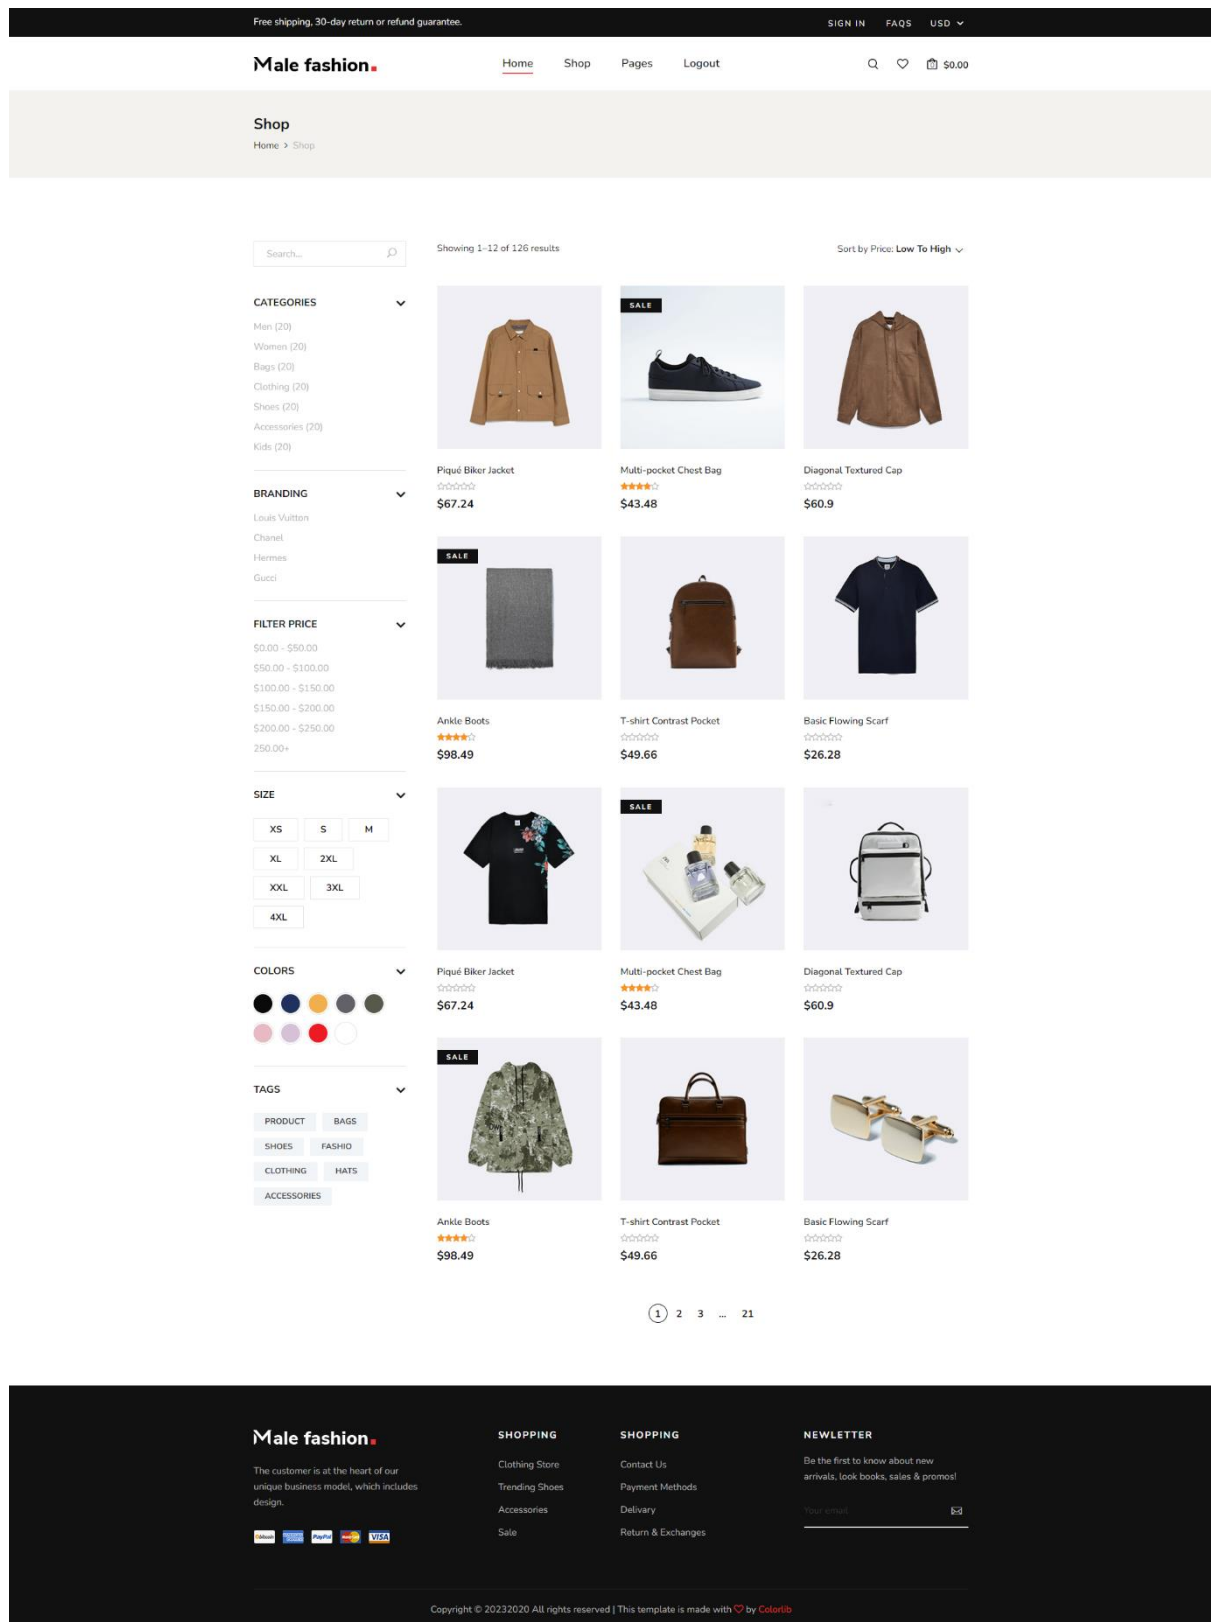 Free shipping, 30-day return or refund guarantee.
SIGN IN FAQS USD
Male fashion.
Home Shop Pages Logout
0 $0.00
Shop
Home > Shop
Search...
CATEGORIES
Men (20)
Women (20)
Bags (20)
Clothing (20)
Shoes (20)
Accessories (20)
Kids (20)
BRANDING
Louis Vuitton
Chanel
Hermes
Gucci
FILTER PRICE
$0.00 - $50.00
$50.00 - $100.00
$100.00 - $150.00
$150.00 - $200.00
$200.00 - $250.00
250.00+
SIZE
XS S M
XL 2XL
XXL 3XL
4XL
COLORS
TAGS
PRODUCT BAGS
SHOES FASHIO
CLOTHING HATS
ACCESSORIES
Showing 1–12 of 126 results
Sort by Price: Low To High
SALE
Piqué Biker Jacket
$67.24
Multi-pocket Chest Bag
$43.48
Diagonal Textured Cap
$60.9
SALE
Ankle Boots
$98.49
T-shirt Contrast Pocket
$49.66
Basic Flowing Scarf
$26.28
SALE
Piqué Biker Jacket
$67.24
Multi-pocket Chest Bag
$43.48
Diagonal Textured Cap
$60.9
SALE
Ankle Boots
$98.49
T-shirt Contrast Pocket
$49.66
Basic Flowing Scarf
$26.28
1 2 3 ... 21
Male fashion.
The customer is at the heart of our
unique business model, which includes
design.
PayPal
VISA
SHOPPING
Clothing Store
Trending Shoes
Accessories
Sale
SHOPPING
Contact Us
Payment Methods
Delivary
Return & Exchanges
NEWLETTER
Be the first to know about new
arrivals, look books, sales & promos!
Your email
Copyright © 20232020 All rights reserved | This template is made with ♡ by Colorlib